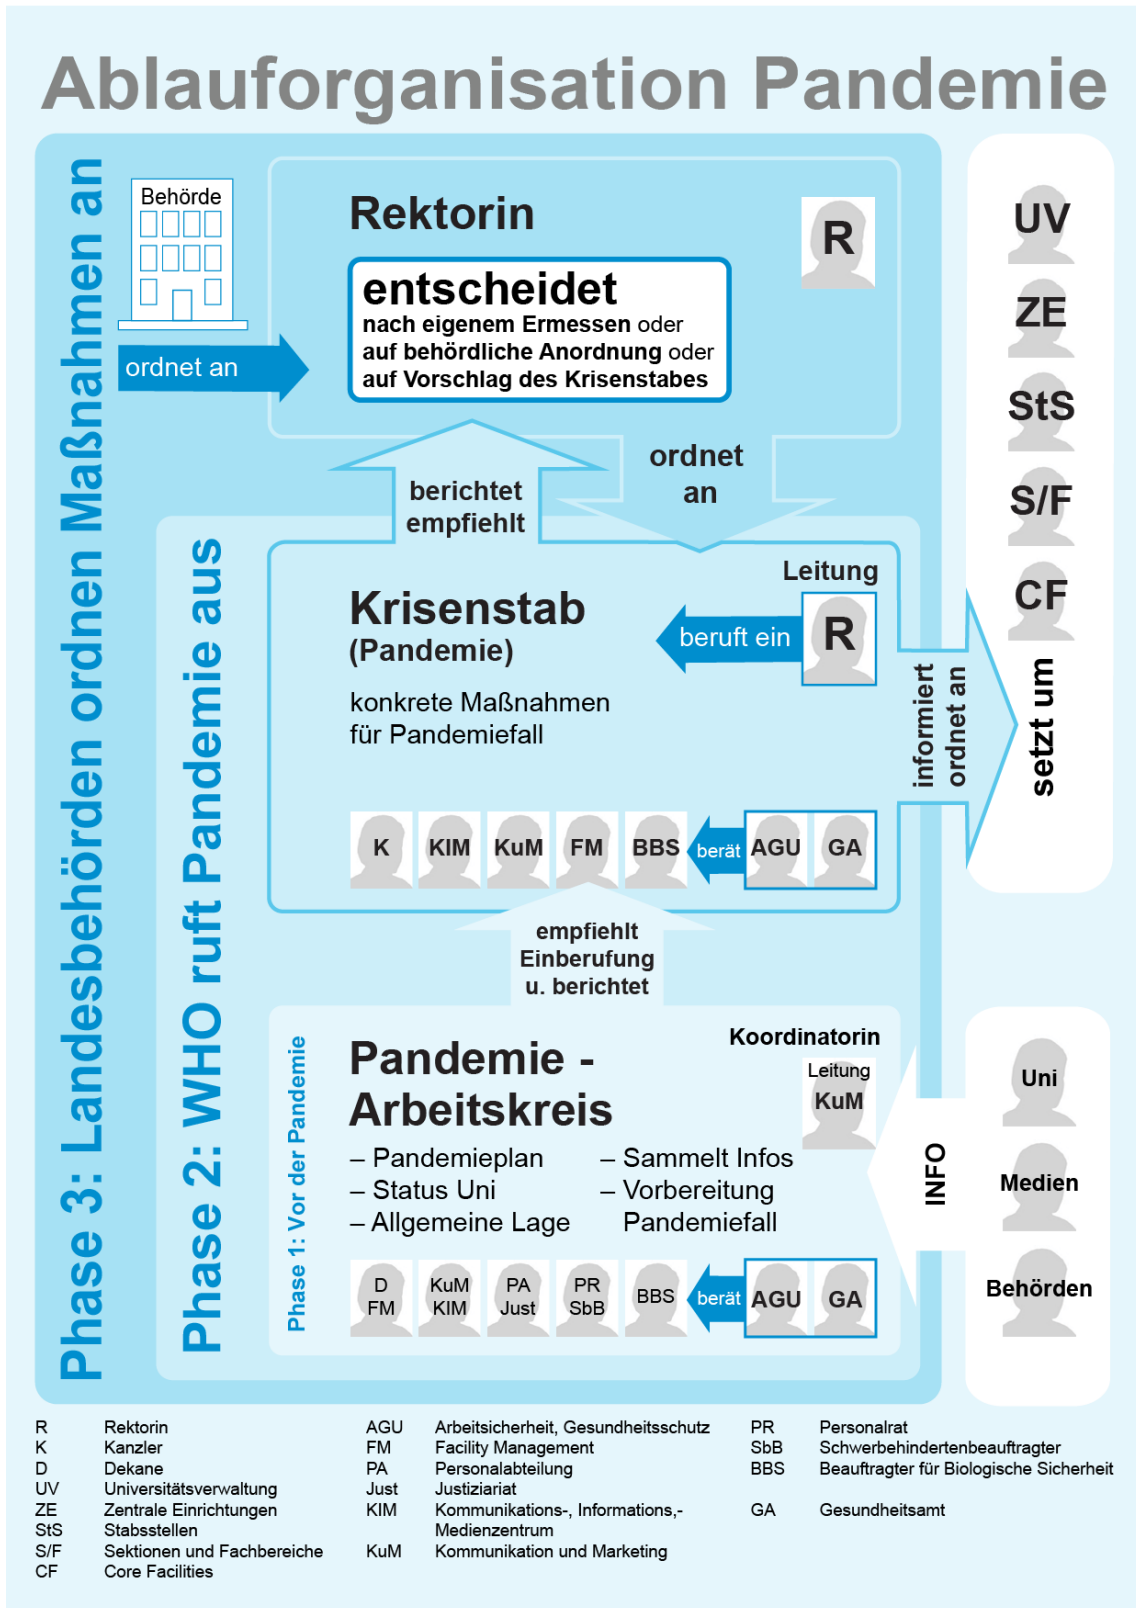 Ablauforganisation Pandemie
Phase 3: Landesbehörden ordnen Maßnahmen an
Behörde
ordnet an
Rektorin
R
entscheidet
nach eigenem Ermessen oder
auf behördliche Anordnung oder
auf Vorschlag des Krisenstabes
berichtet
empfiehlt
ordnet
an
Phase 2: WHO ruft Pandemie aus
Krisenstab
(Pandemie)
konkrete Maßnahmen
für Pandemiefall
Leitung
beruft ein
R
K
KIM
KuM
FM
BBS
berät
AGU
GA
informiert
ordnet an
UV
ZE
StS
S/F
CF
setzt um
empfiehlt
Einberufung
u. berichtet
Phase 1: Vor der Pandemie
Pandemie -
Arbeitskreis
Koordinatorin
Leitung
KuM
– Pandemieplan
– Status Uni
– Allgemeine Lage
– Sammelt Infos
– Vorbereitung
Pandemiefall
D
FM
KuM
KIM
PA
Just
PR
SbB
BBS
berät
AGU
GA
INFO
Uni
Medien
Behörden
R Rektorin
K Kanzler
D Dekane
UV Universitätsverwaltung
ZE Zentrale Einrichtungen
StS Stabsstellen
S/F Sektionen und Fachbereiche
CF Core Facilities
AGU Arbeitsicherheit, Gesundheitsschutz
FM Facility Management
PA Personalabteilung
Just Justiziariat
KIM Kommunikations-, Informations,-
Medienzentrum
KuM Kommunikation und Marketing
PR Personalrat
SbB Schwerbehindertenbeauftragter
BBS Beauftragter für Biologische Sicherheit
GA Gesundheitsamt